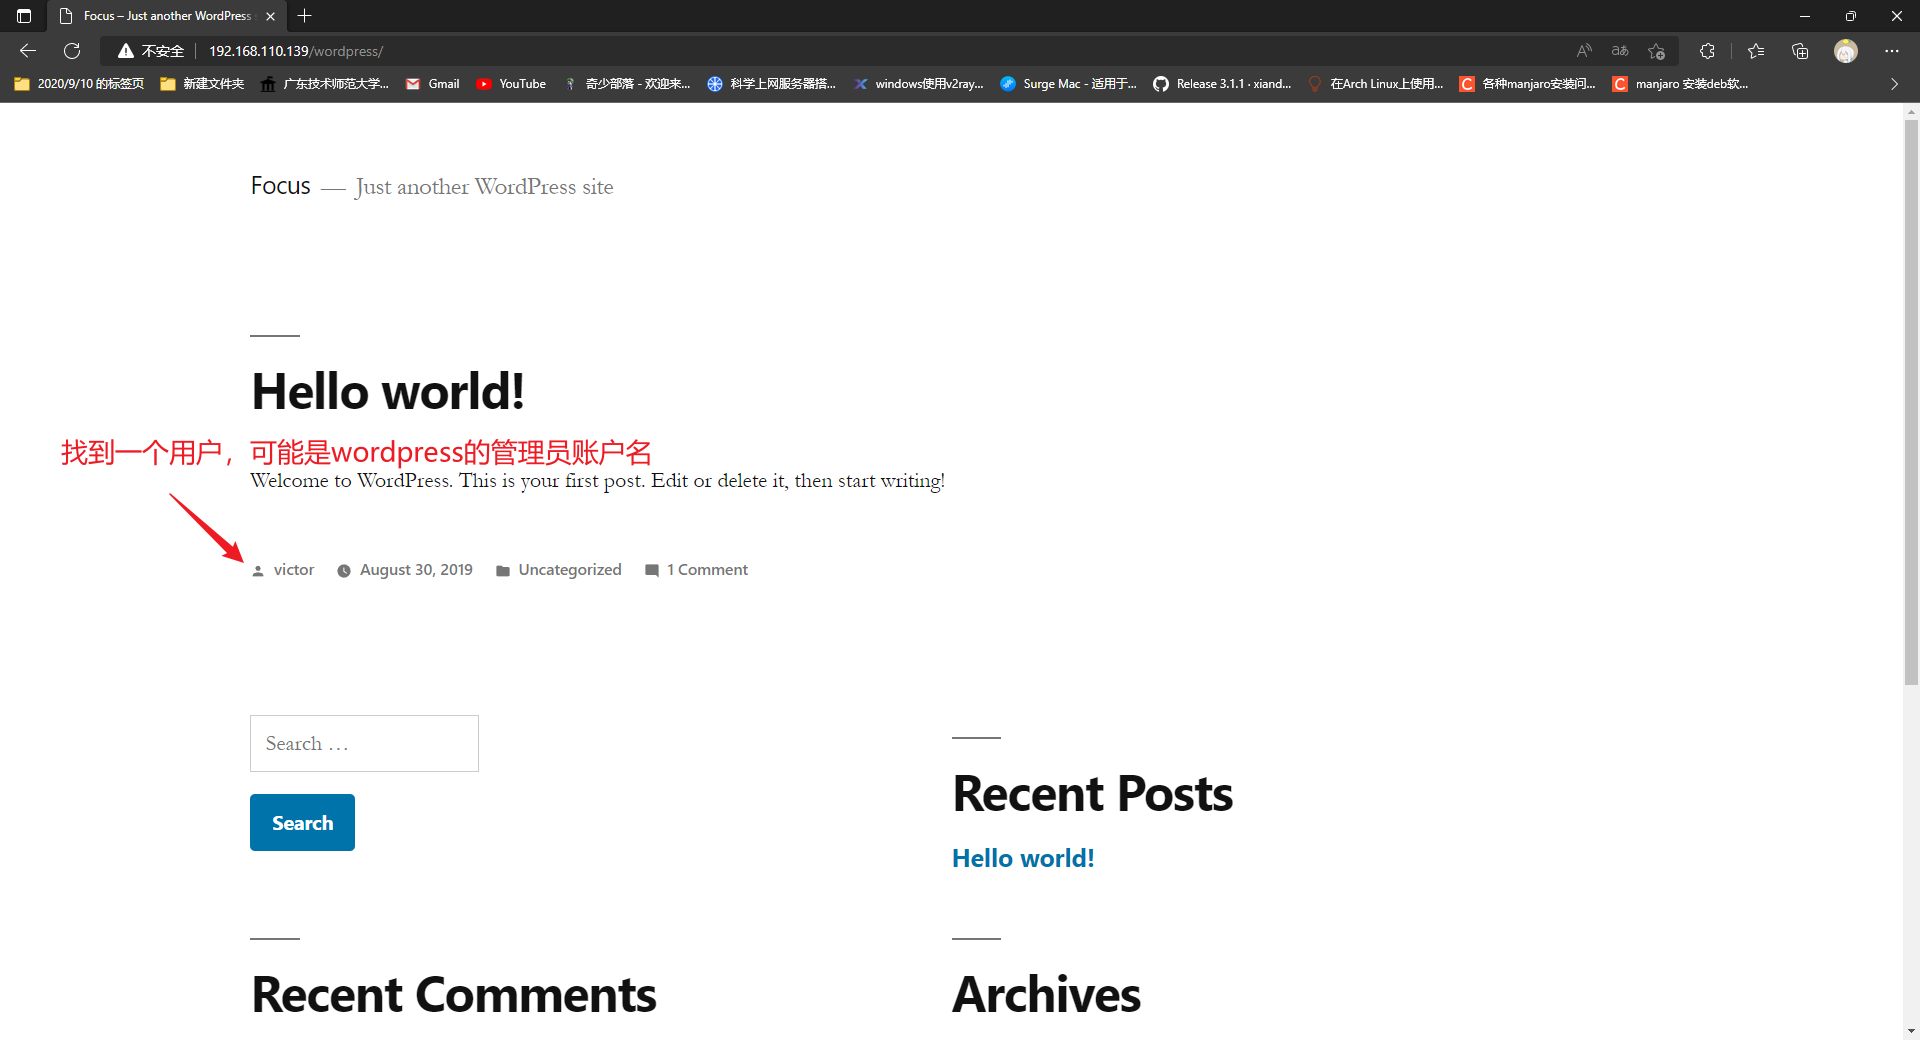 Focus – Just another WordPress
不安全
192.168.110.139/wordpress/
2020/9/10 的标签页
新建文件夹
广东技术师范大学...
Gmail
YouTube
奇少部落 - 欢迎来...
科学上网服务器搭...
windows使用v2ray...
Surge Mac - 适用于...
Release 3.1.1 · xiand...
在Arch Linux上使用...
各种manjaro安装问...
manjaro 安装deb软...
Focus — Just another WordPress site
Hello world!
找到一个用户，可能是wordpress的管理员账户名
Welcome to WordPress. This is your first post. Edit or delete it, then start writing!
victor August 30, 2019 Uncategorized 1 Comment
Search …
Search
Recent Posts
Hello world!
Recent Comments
Archives